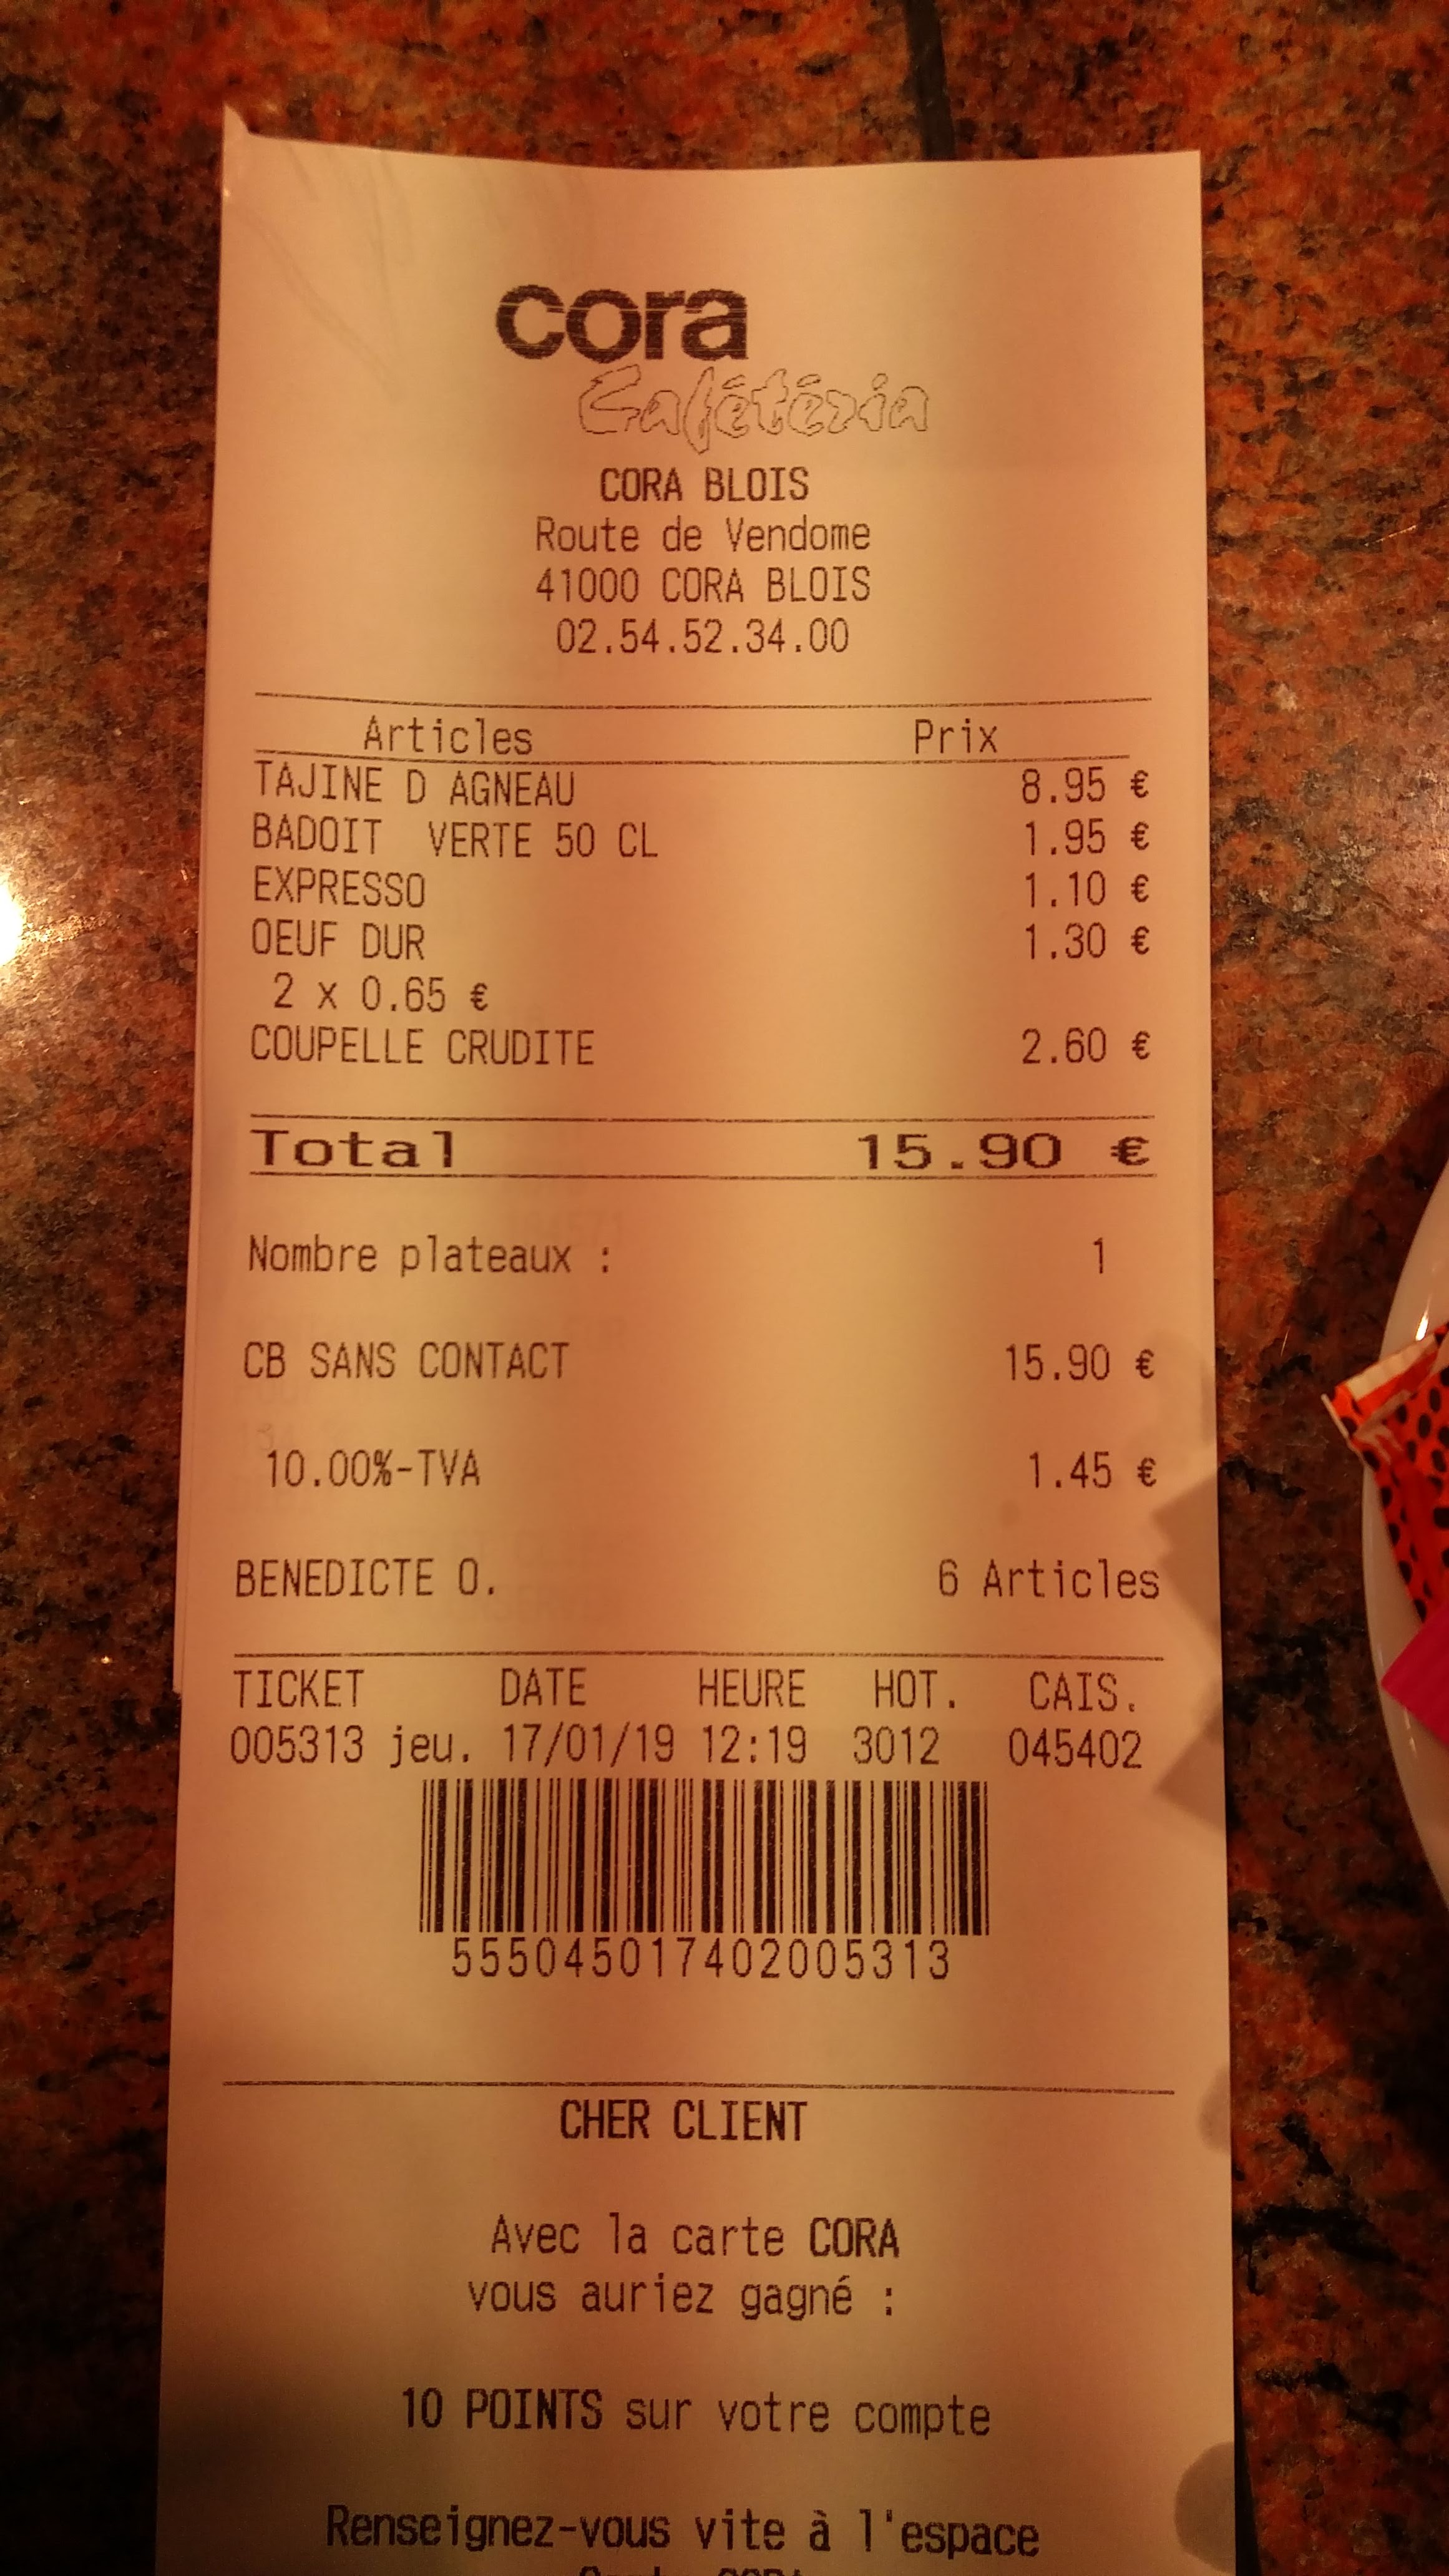 cora
Cafétéria
CORA BLOIS
Route de Vendome
41000 CORA BLOIS
02.54.52.34.00
Articles Prix
TAJINE D AGNEAU 8.95 €
BADOIT VERTE 50 CL 1.95 €
EXPRESSO 1.10 €
OEUF DUR 1.30 €
2 x 0.65 €
COUPELLE CRUDITE 2.60 €
Total 15.90 €
Nombre plateaux : 1
CB SANS CONTACT 15.90 €
10.00%-TVA 1.45 €
BENEDICTE O. 6 Articles
TICKET DATE HEURE HOT. CAIS.
005313 jeu. 17/01/19 12:19 3012 045402
555045017402005313
CHER CLIENT
Avec la carte CORA
vous auriez gagné :
10 POINTS sur votre compte
Renseignez-vous vite à l'espace